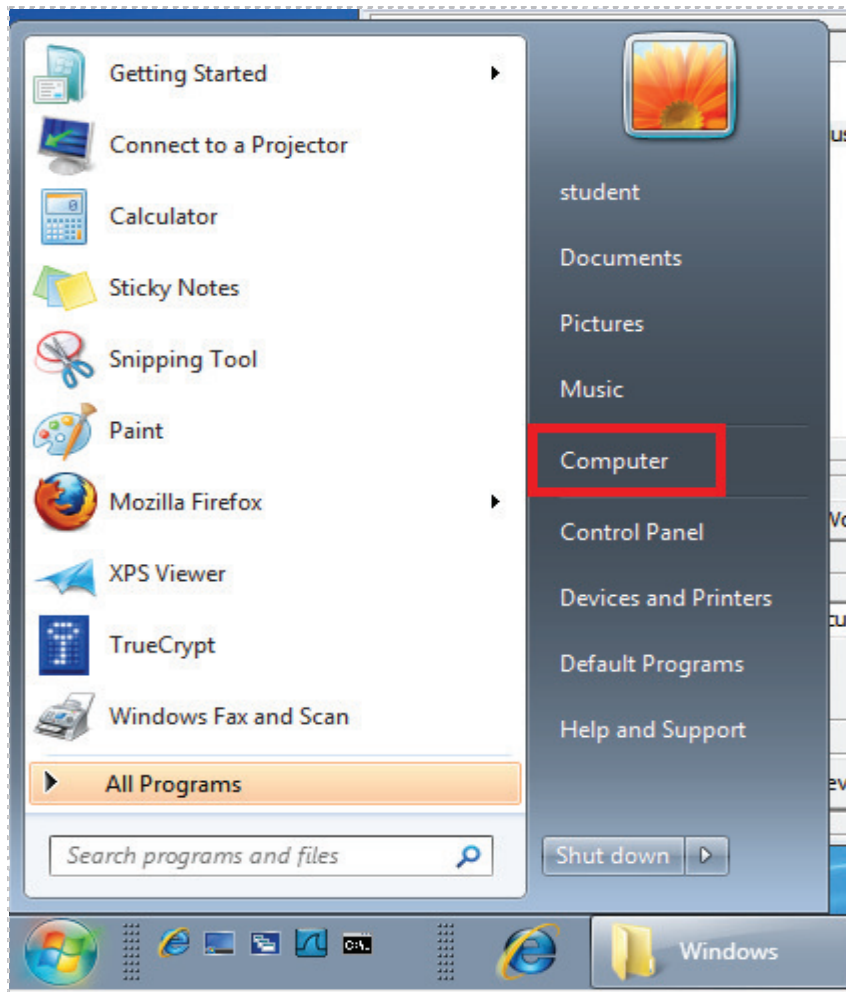 Getting Started
Connect to a Projector
Calculator
Sticky Notes
Snipping Tool
Paint
Mozilla Firefox
XPS Viewer
TrueCrypt
Windows Fax and Scan
All Programs
Search programs and files
student
Documents
Pictures
Music
Computer
Control Panel
Devices and Printers
Default Programs
Help and Support
Shut down
Windows